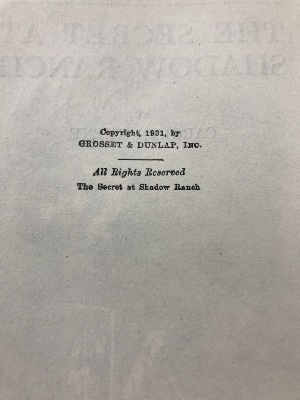 Copyright, 1931, by
GROSSET & DUNLAP, Inc.
All Rights Reserved
The Secret at Shadow Ranch